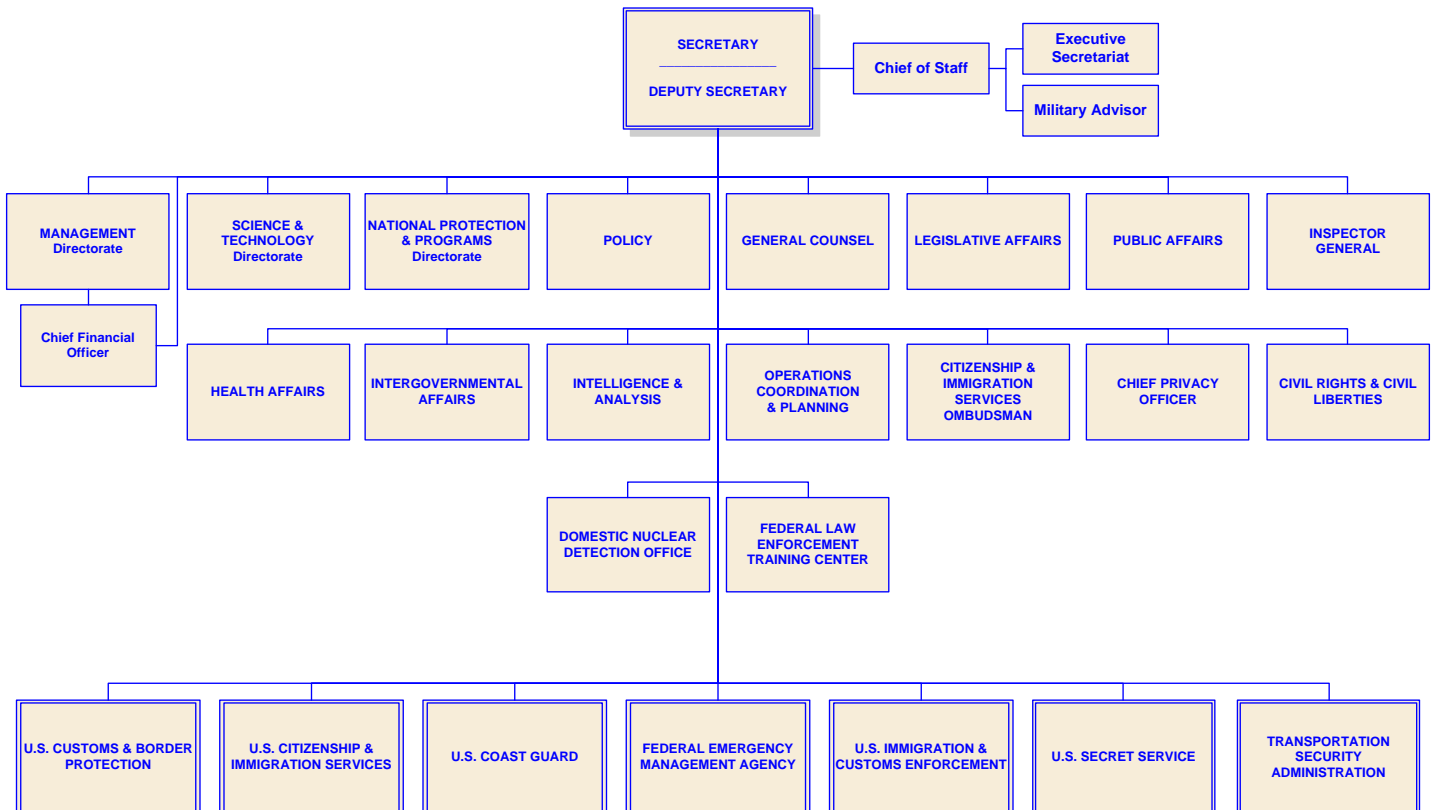 SECRETARY
DEPUTY SECRETARY
Chief of Staff
Executive
Secretariat
Military Advisor
MANAGEMENT
Directorate
SCIENCE &
TECHNOLOGY
Directorate
NATIONAL PROTECTION
& PROGRAMS
Directorate
POLICY
GENERAL COUNSEL
LEGISLATIVE AFFAIRS
PUBLIC AFFAIRS
INSPECTOR
GENERAL
Chief Financial
Officer
HEALTH AFFAIRS
INTERGOVERNMENTAL
AFFAIRS
INTELLIGENCE &
ANALYSIS
OPERATIONS
COORDINATION
& PLANNING
CITIZENSHIP &
IMMIGRATION
SERVICES
OMBUDSMAN
CHIEF PRIVACY
OFFICER
CIVIL RIGHTS & CIVIL
LIBERTIES
DOMESTIC NUCLEAR
DETECTION OFFICE
FEDERAL LAW
ENFORCEMENT
TRAINING CENTER
U.S. CUSTOMS & BORDER
PROTECTION
U.S. CITIZENSHIP &
IMMIGRATION SERVICES
U.S. COAST GUARD
FEDERAL EMERGENCY
MANAGEMENT AGENCY
U.S. IMMIGRATION &
CUSTOMS ENFORCEMENT
U.S. SECRET SERVICE
TRANSPORTATION
SECURITY
ADMINISTRATION